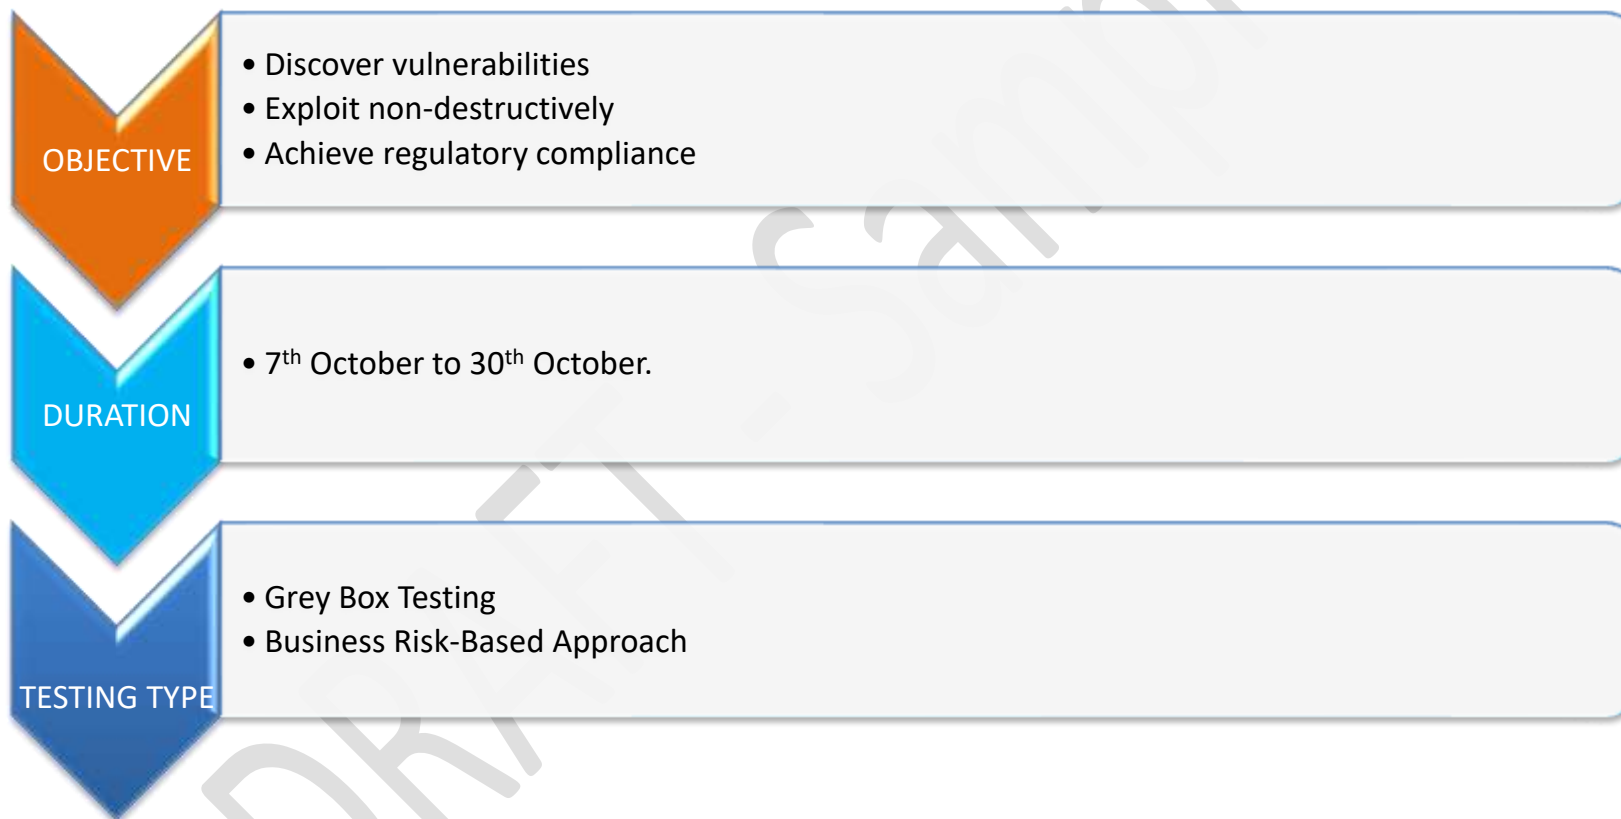 OBJECTIVE
• Discover vulnerabilities
• Exploit non-destructively
• Achieve regulatory compliance
DURATION
• 7th October to 30th October.
TESTING TYPE
• Grey Box Testing
• Business Risk-Based Approach
DRAFT - Samp